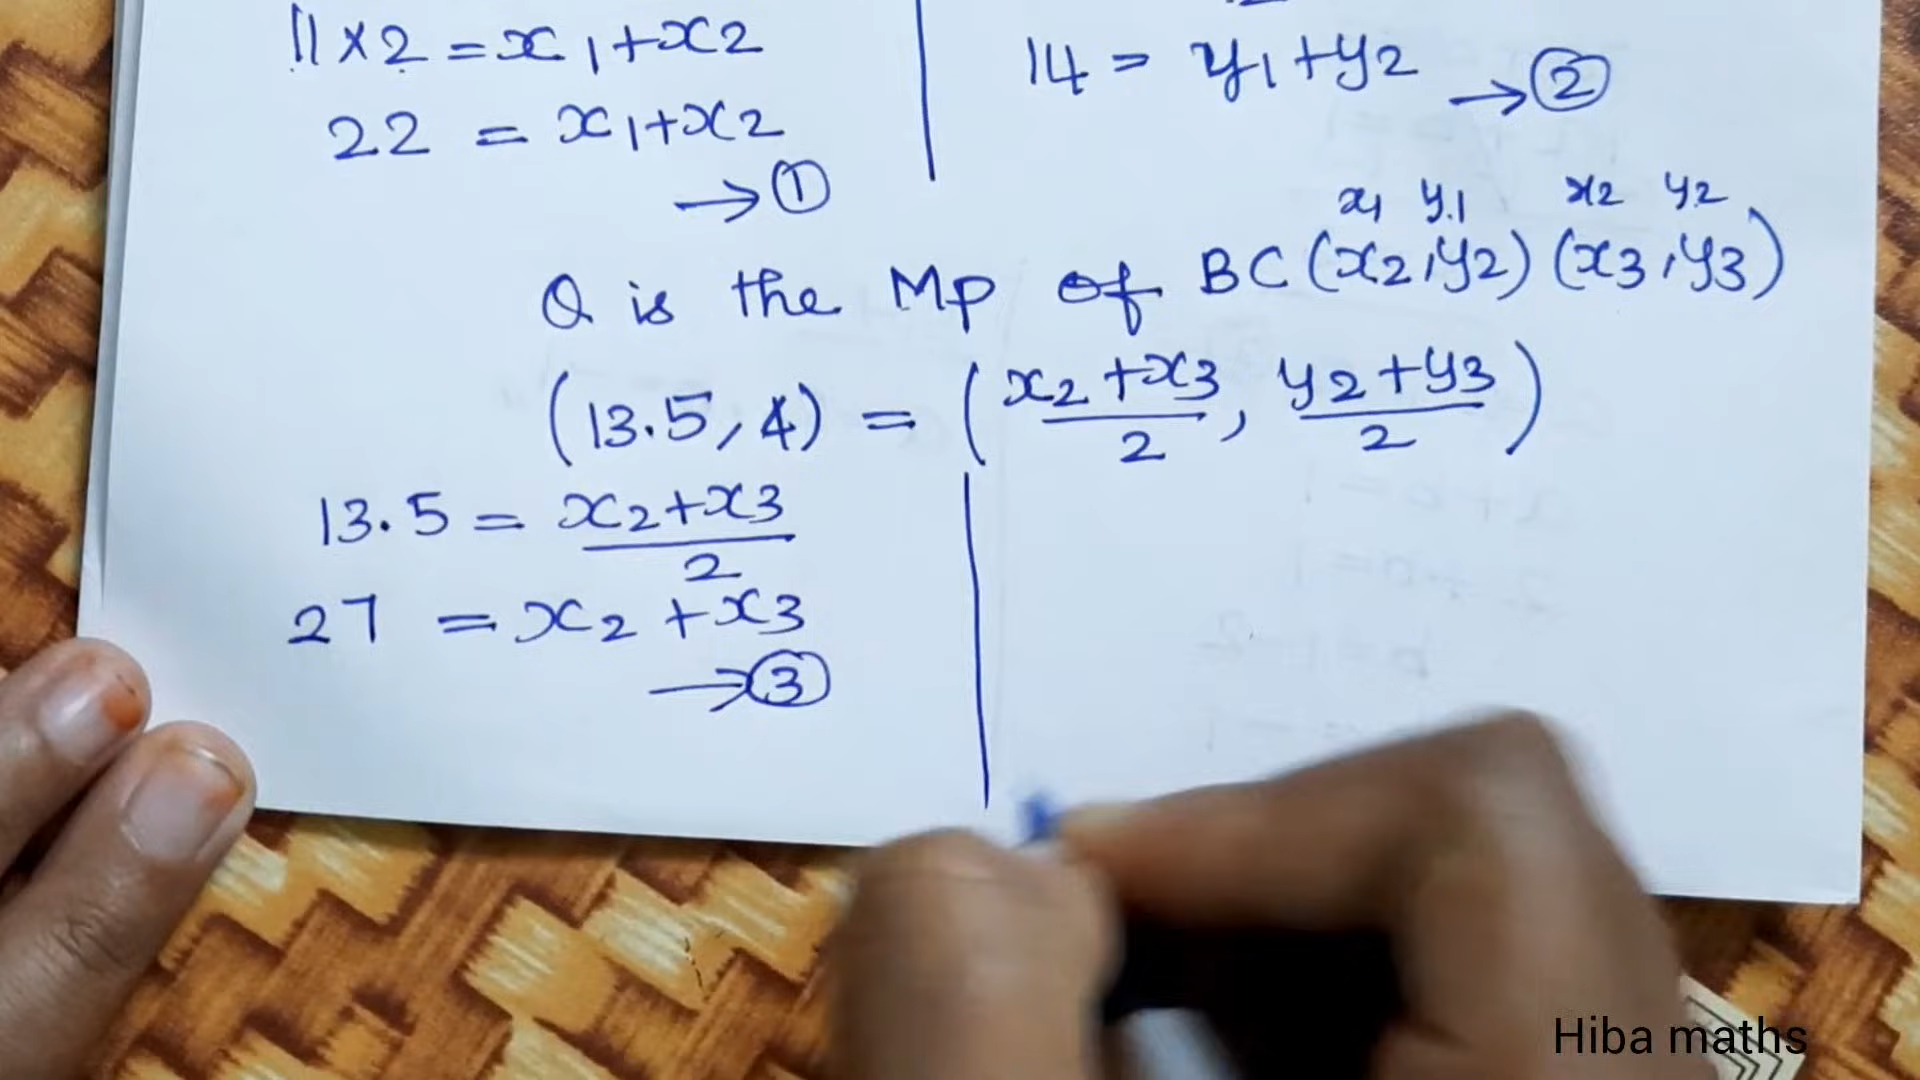 11 × 2 = x1+x2
22 = x1+x2
→ ①
14 = y1+y2 → ②
x1 y1 x2 y2
Q is the Mp of BC (x2,y2) (x3,y3)
(13.5, 4) = (x2+x3/2, y2+y3/2)
13.5 = x2+x3/2
27 = x2+x3
→ ③
Hiba maths